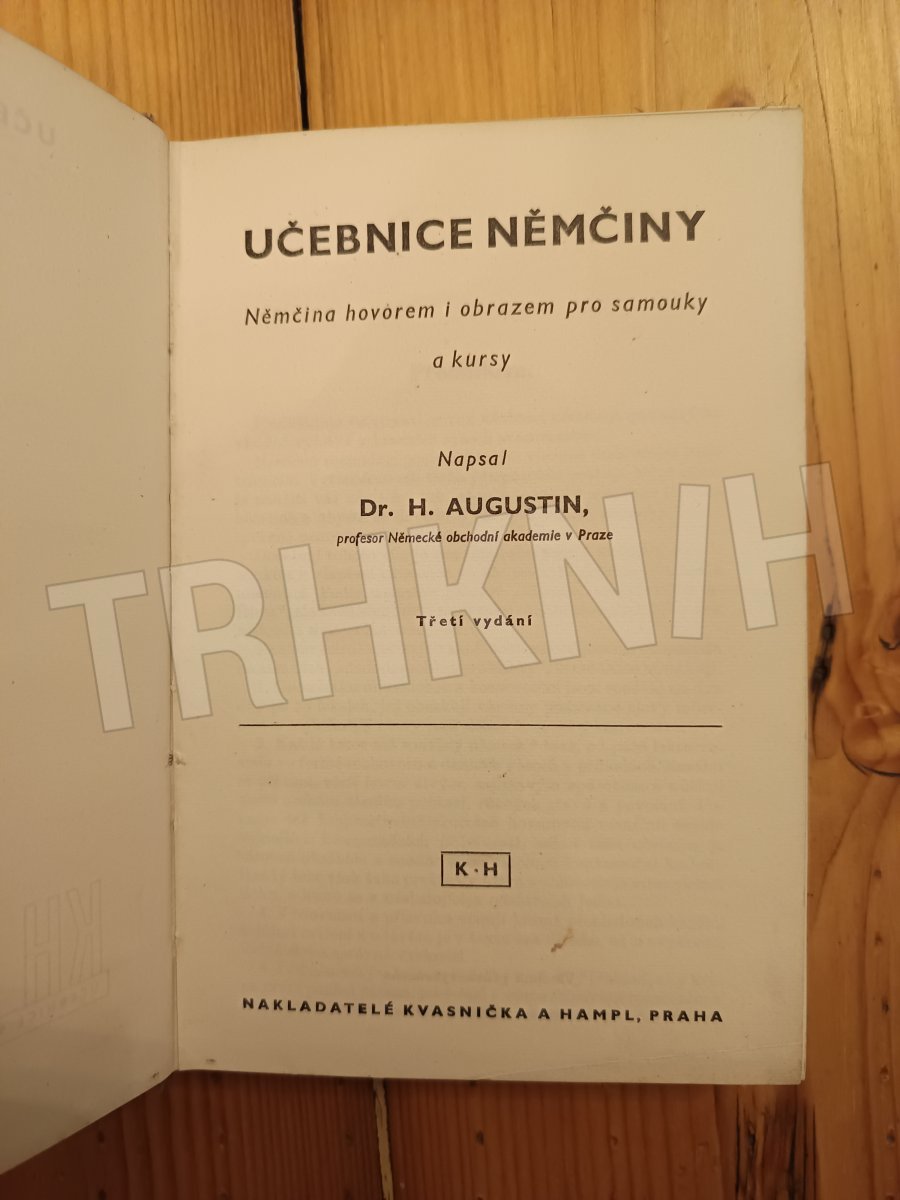 UČEBNICE NĚMČINY
Němčina hovorem i obrazem pro samouky
a kursy
Napsal
Dr. H. AUGUSTIN,
profesor Německé obchodní akademie v Praze
TRHKNIH
Třetí vydání
K·H
NAKLADATELÉ KVASNIČKA A HAMPL, PRAHA